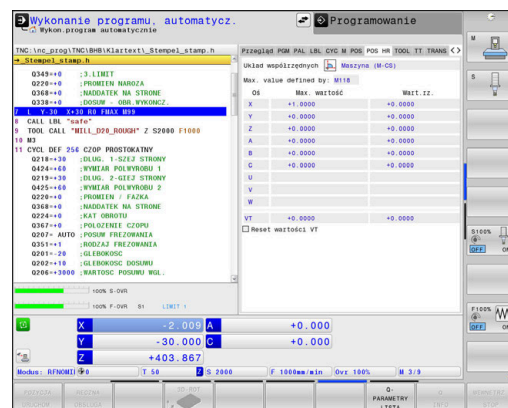 Wykonanie programu, automatycz.
Wykon.program automatycznie
Programowanie
TNC:\nc_prog\TNC\BHB\Klartext\_Stempel_stamp.h
→_Stempel_stamp.h
Q349=+0 ;3.LIMIT
Q220=+0 ;PROMIEN NAROZA
Q368=+0 ;NADDATEK NA STRONE
Q338=+0 ;DOSUW - OBR.WYKONCZ.
7 L Y-30 X+30 R0 FMAX M99
8 CALL LBL "safe"
9 TOOL CALL "MILL_D20_ROUGH" Z S2000 F1000
10 M3
11 CYCL DEF 256 CZOP PROSTOKATNY
Q218=+30 ;DLUG. 1-SZEJ STRONY
Q424=+60 ;WYMIAR POLWYROBU 1
Q219=+30 ;DLUG. 2-GIEJ STRONY
Q425=+60 ;WYMIAR POLWYROBU 2
Q220=+0 ;PROMIEN / FAZKA
Q368=+0 ;NADDATEK NA STRONE
Q224=+0 ;KAT OBROTU
Q367=+0 ;POLOZENIE CZOPU
Q207= AUTO ;POSUW FREZOWANIA
Q351=+1 ;RODZAJ FREZOWANIA
Q201=-20 ;GLEBOKOSC
Q202=+10 ;GLEBOKOSC DOSUWU
Q206=+3000 ;WARTOSC POSUWU WGL.
Przegląd PGM PAL LBL CYC M POS POS HR TOOL TT TRANS
Układ współrzędnych Maszyna (M-CS)
Max. value defined by: M118
Oś Max. wartość Wart.rz.
X +1.0000 +0.0000
Y +0.0000 +0.0000
Z +0.0000 +0.0000
A +0.0000 +0.0000
B +0.0000 +0.0000
C +0.0000 +0.0000
U
V
W
VT +0.0000 +0.0000
Reset wartości VT
100% S-OVR
100% F-OVR S1 LIMIT 1
X -2.009 A +0.000
Y -30.000 C +0.000
Z +403.867
Modus: RFNOMI 0 T 50 Z S 2000 F 1000mm/min Ovr 100% M 3/9
M
S
S100%
OFF ON
F100%
OFF ON
3D-ROT
Q-
PARAMETRY
LISTA
Q
INFO